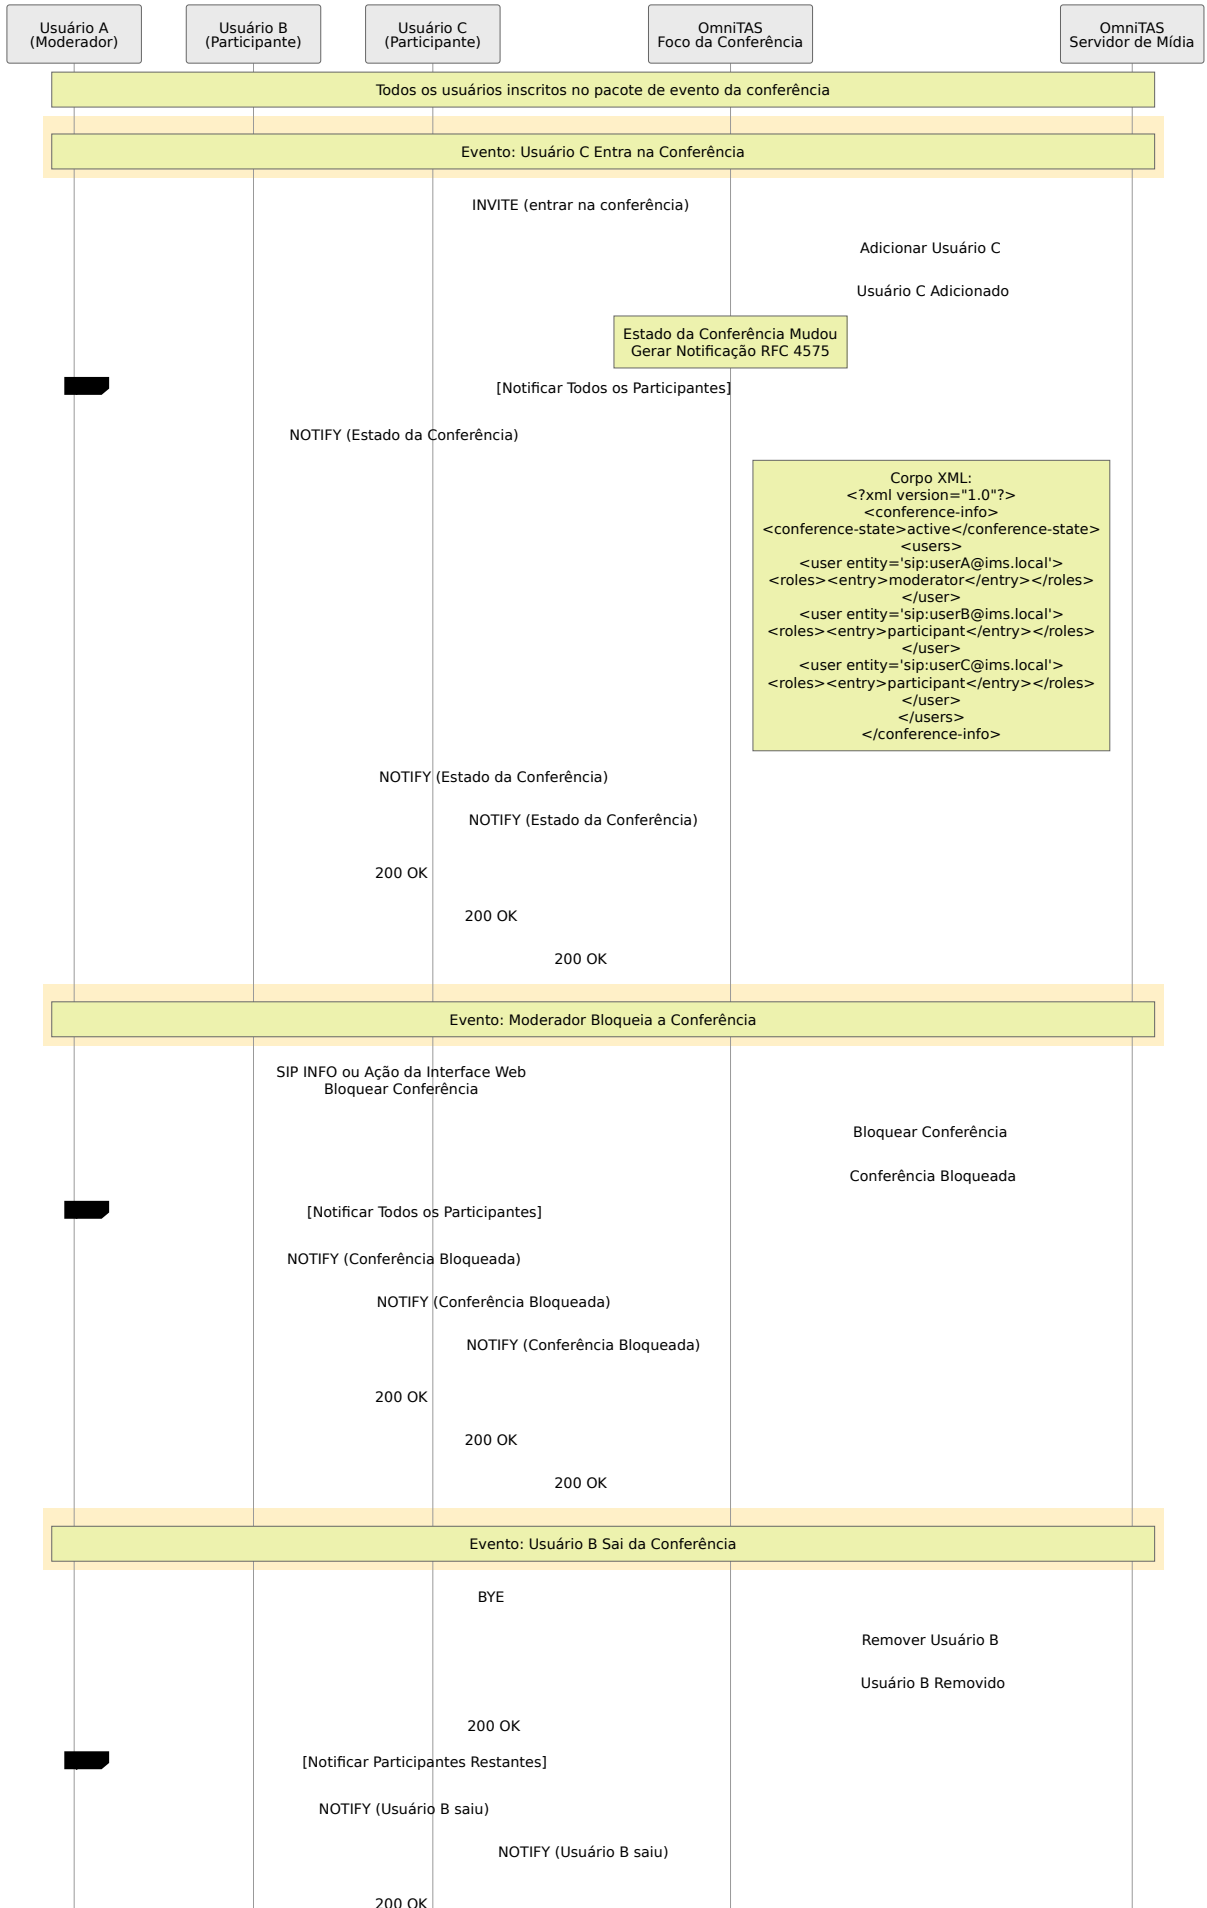 Usuário A
(Moderador)
Usuário B
(Participante)
Usuário C
(Participante)
OmniTAS
Foco da Conferência
OmniTAS
Servidor de Mídia
Todos os usuários inscritos no pacote de evento da conferência
Evento: Usuário C Entra na Conferência
INVITE (entrar na conferência)
Adicionar Usuário C
Usuário C Adicionado
Estado da Conferência Mudou
Gerar Notificação RFC 4575
[Notificar Todos os Participantes]
NOTIFY (Estado da Conferência)
Corpo XML:
<?xml version="1.0"?>
<conference-info>
<conference-state>active</conference-state>
<users>
<user entity='sip:userA@ims.local'>
<roles><entry>moderator</entry></roles>
</user>
<user entity='sip:userB@ims.local'>
<roles><entry>participant</entry></roles>
</user>
<user entity='sip:userC@ims.local'>
<roles><entry>participant</entry></roles>
</user>
</users>
</conference-info>
NOTIFY (Estado da Conferência)
NOTIFY (Estado da Conferência)
200 OK
200 OK
200 OK
Evento: Moderador Bloqueia a Conferência
SIP INFO ou Ação da Interface Web
Bloquear Conferência
Bloquear Conferência
Conferência Bloqueada
[Notificar Todos os Participantes]
NOTIFY (Conferência Bloqueada)
NOTIFY (Conferência Bloqueada)
NOTIFY (Conferência Bloqueada)
200 OK
200 OK
200 OK
Evento: Usuário B Sai da Conferência
BYE
Remover Usuário B
Usuário B Removido
200 OK
[Notificar Participantes Restantes]
NOTIFY (Usuário B saiu)
NOTIFY (Usuário B saiu)
200 OK